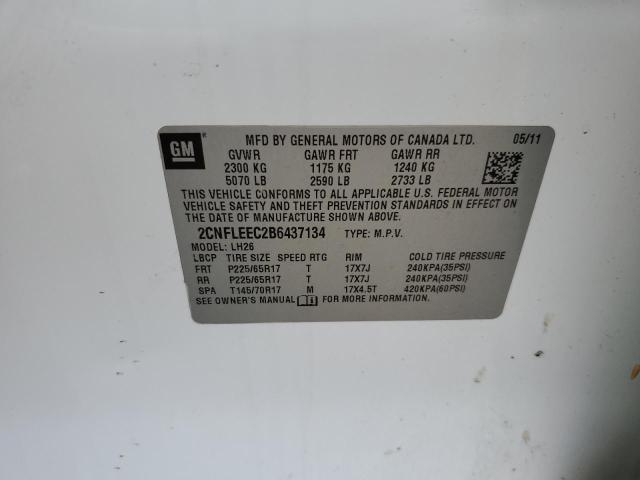 GM ®
MFD BY GENERAL MOTORS OF CANADA LTD. 05/11
GVWR GAWR FRT GAWR RR
2300 KG 1175 KG 1240 KG
5070 LB 2590 LB 2733 LB
THIS VEHICLE CONFORMS TO ALL APPLICABLE U.S. FEDERAL MOTOR
VEHICLE SAFETY AND THEFT PREVENTION STANDARDS IN EFFECT ON
THE DATE OF MANUFACTURE SHOWN ABOVE.
2CNFLEEC2B6437134 TYPE: M.P.V.
MODEL: LH26
LBCP TIRE SIZE SPEED RTG RIM COLD TIRE PRESSURE
FRT P225/65R17 T 17X7J 240KPA(35PSI)
RR P225/65R17 T 17X7J 240KPA(35PSI)
SPA T145/70R17 M 17X4.5T 420KPA(60PSI)
SEE OWNER'S MANUAL FOR MORE INFORMATION